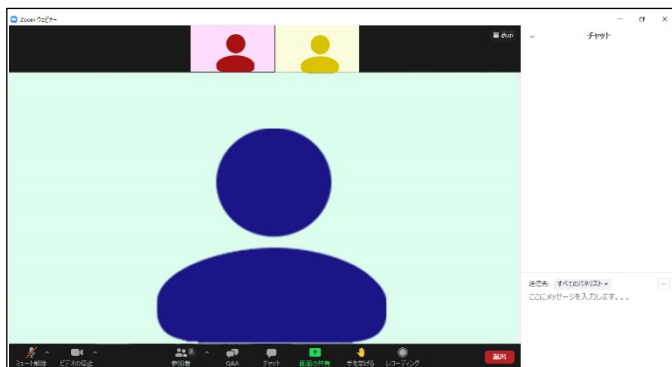 Zoom ウェビナー
表示
チャット
送信先: すべてのパネリスト
ここにメッセージを入力します。。。
ミュート解除 ビデオの停止 参加者 Q&A チャット 画面の共有 手を挙げる レコーディング 退出